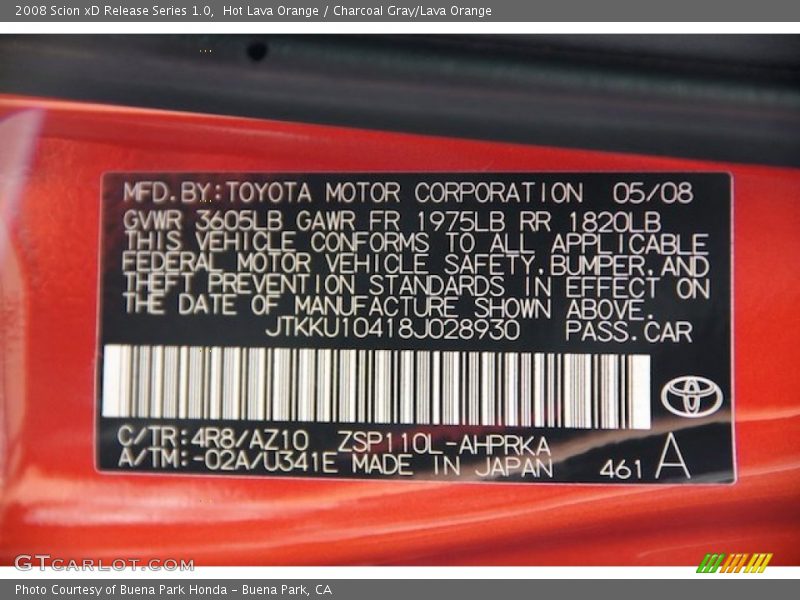 2008 Scion xD Release Series 1.0,  Hot Lava Orange / Charcoal Gray/Lava Orange
MFD.BY:TOYOTA MOTOR CORPORATION  05/08
GVWR 3605LB GAWR FR 1975LB RR 1820LB
THIS VEHICLE CONFORMS TO ALL APPLICABLE
FEDERAL MOTOR VEHICLE SAFETY,BUMPER,AND
THEFT PREVENTION STANDARDS IN EFFECT ON
THE DATE OF MANUFACTURE SHOWN ABOVE.
JTKKU10418J028930  PASS.CAR
C/TR:4R8/AZ10  ZSP110L-AHPRKA
A/TM:-02A/U341E MADE IN JAPAN  461 A
GTCARLOT.COM
Photo Courtesy of Buena Park Honda - Buena Park, CA